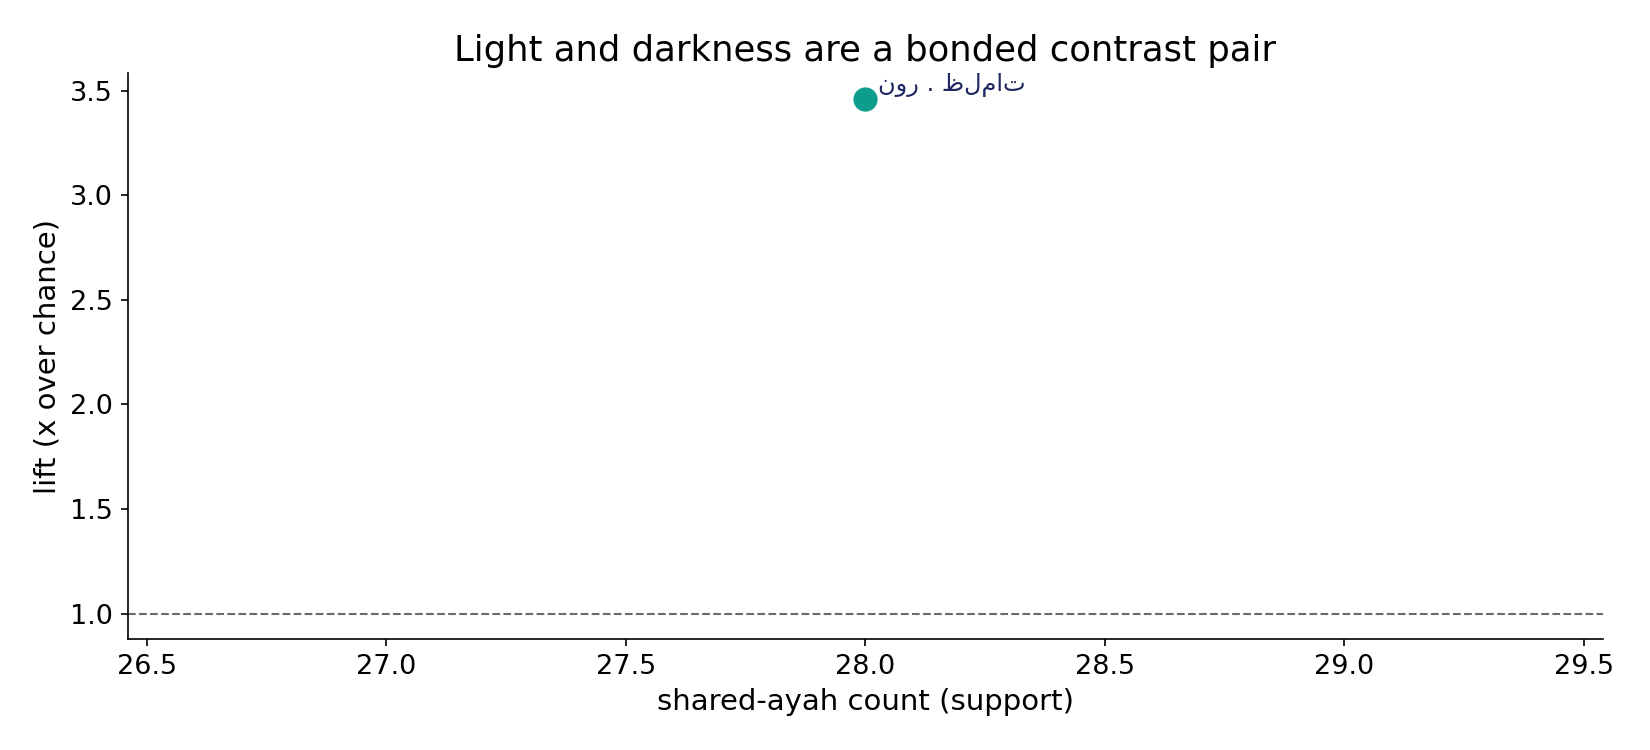 Light and darkness are a bonded contrast pair
نور . ظلمات
3.5
3.0
2.5
2.0
1.5
1.0
lift (x over chance)
26.5 27.0 27.5 28.0 28.5 29.0 29.5
shared-ayah count (support)